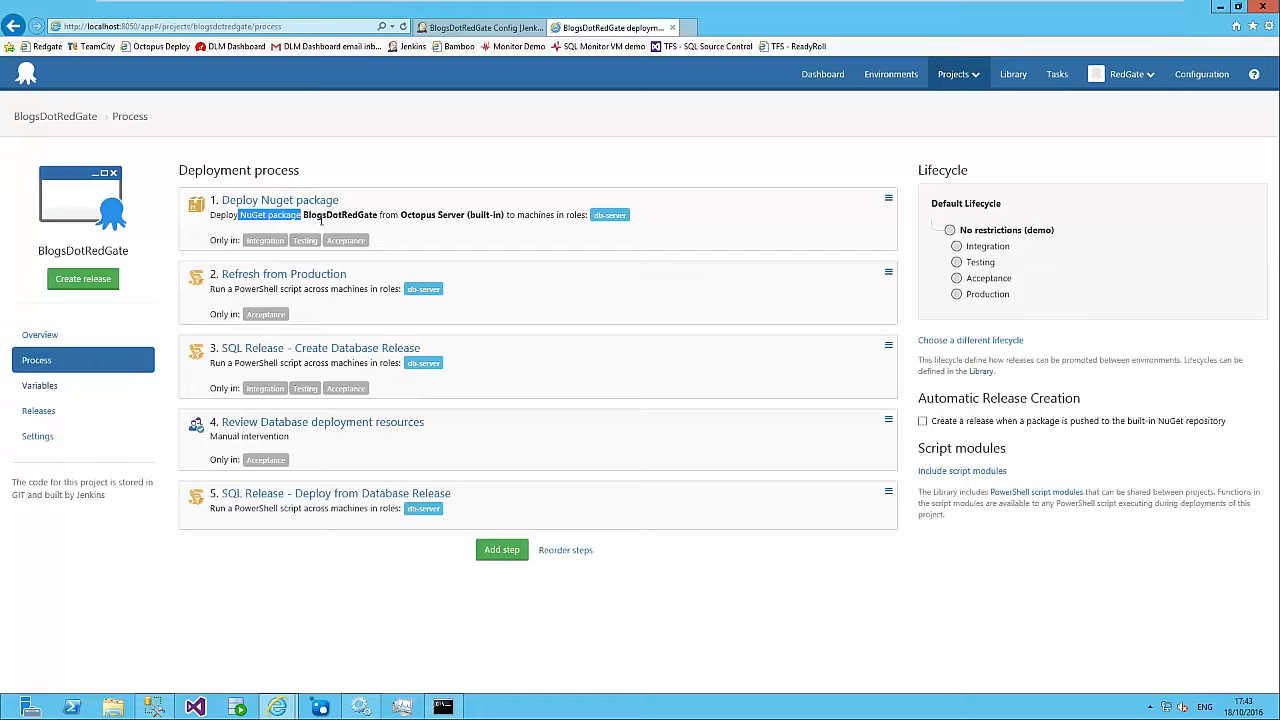 http://localhost:8050/app#/projects/blogsdotredgate/process
BlogsDotRedGate Config [Jenk...
BlogsDotRedGate deploym...
Redgate
TeamCity
Octopus Deploy
DLM Dashboard
DLM Dashboard email inb...
Jenkins
Bamboo
Monitor Demo
SQL Monitor VM demo
TFS - SQL Source Control
TFS - ReadyRoll
Dashboard
Environments
Projects
Library
Tasks
RedGate
Configuration
BlogsDotRedGate › Process
BlogsDotRedGate
Create release
Overview
Process
Variables
Releases
Settings
The code for this project is stored in
GIT and built by Jenkins
Deployment process
1. Deploy Nuget package
Deploy NuGet package BlogsDotRedGate from Octopus Server (built-in) to machines in roles: db-server
Only in: Integration Testing Acceptance
2. Refresh from Production
Run a PowerShell script across machines in roles: db-server
Only in: Acceptance
3. SQL Release - Create Database Release
Run a PowerShell script across machines in roles: db-server
Only in: Integration Testing Acceptance
4. Review Database deployment resources
Manual intervention
Only in: Acceptance
5. SQL Release - Deploy from Database Release
Run a PowerShell script across machines in roles: db-server
Add step
Reorder steps
Lifecycle
Default Lifecycle
No restrictions (demo)
Integration
Testing
Acceptance
Production
Choose a different lifecycle
This lifecycle define how releases can be promoted between environments. Lifecycles can be
defined in the Library.
Automatic Release Creation
Create a release when a package is pushed to the built-in NuGet repository
Script modules
Include script modules
The Library includes PowerShell script modules that can be shared between projects. Functions in
the script modules are available to any PowerShell script executing during deployments of this
project.
ENG
17:43
18/10/2016